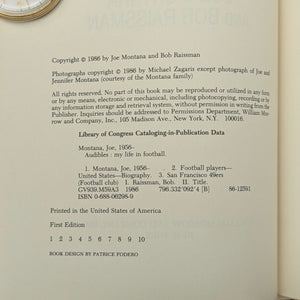 Copyright © 1986 by Joe Montana and Bob Raissman
Photographs copyright © 1986 by Michael Zagaris except photograph of Joe and
Jennifer Montana (courtesy of the Montana family)
All rights reserved. No part of this book may be reproduced or utilized in any form
or by any means, electronic or mechanical, including photocopying, recording or by
any information storage and retrieval system, without permission in writing from the
Publisher. Inquiries should be addressed to Permissions Department, William Mor-
row and Company, Inc., 105 Madison Ave., New York, N.Y. 10016.
Library of Congress Cataloging-in-Publication Data
Montana, Joe, 1956–
Audibles : my life in football.
1. Montana, Joe, 1956– 2. Football players—
United States—Biography. 3. San Francisco 49ers
(Football club) I. Raissman, Bob. II. Title.
GV939.M59A3 1986 796.332'092'4 [B] 86-12591
ISBN 0-688-06298-9
Printed in the United States of America
First Edition
1 2 3 4 5 6 7 8 9 10
BOOK DESIGN BY PATRICE FODERO